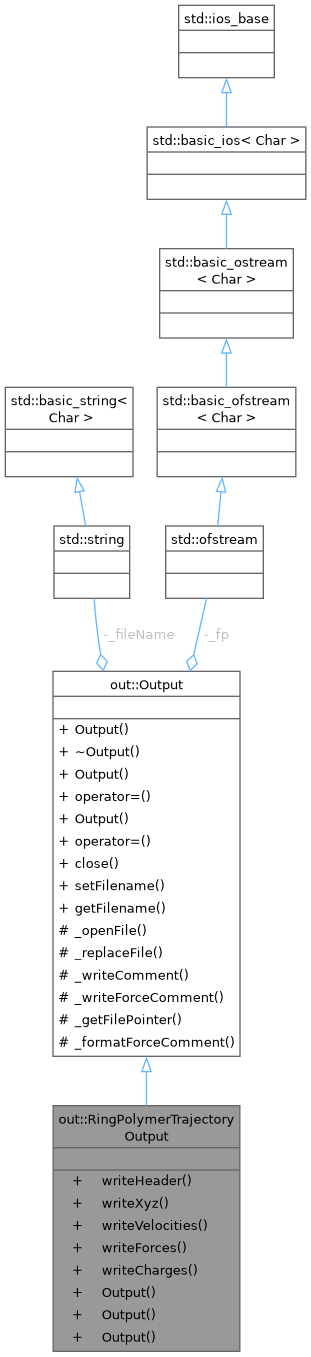 std::ios_base
std::basic_ios< Char >
std::basic_ostream
< Char >
std::basic_string<
Char >
std::basic_ofstream
< Char >
std::string
std::ofstream
-_fileName
-_fp
out::Output
+ Output()
+ ~Output()
+ Output()
+ operator=()
+ Output()
+ operator=()
+ close()
+ setFilename()
+ getFilename()
# _openFile()
# _replaceFile()
# _writeComment()
# _writeForceComment()
# _getFilePointer()
# _formatForceComment()
out::RingPolymerTrajectory
Output
+ writeHeader()
+ writeXyz()
+ writeVelocities()
+ writeForces()
+ writeCharges()
+ Output()
+ Output()
+ Output()